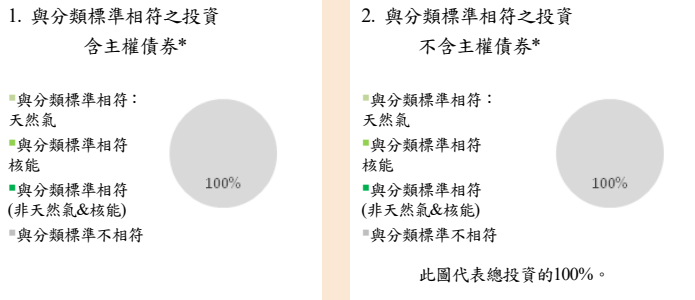 1. 與分類標準相符之投資
含主權債券*
與分類標準相符：
天然氣
與分類標準相符
核能
與分類標準相符
(非天然氣&核能)
與分類標準不相符
100%
2. 與分類標準相符之投資
不含主權債券*
與分類標準相符：
天然氣
與分類標準相符
核能
與分類標準相符
(非天然氣&核能)
與分類標準不相符
100%
此圖代表總投資的100%。